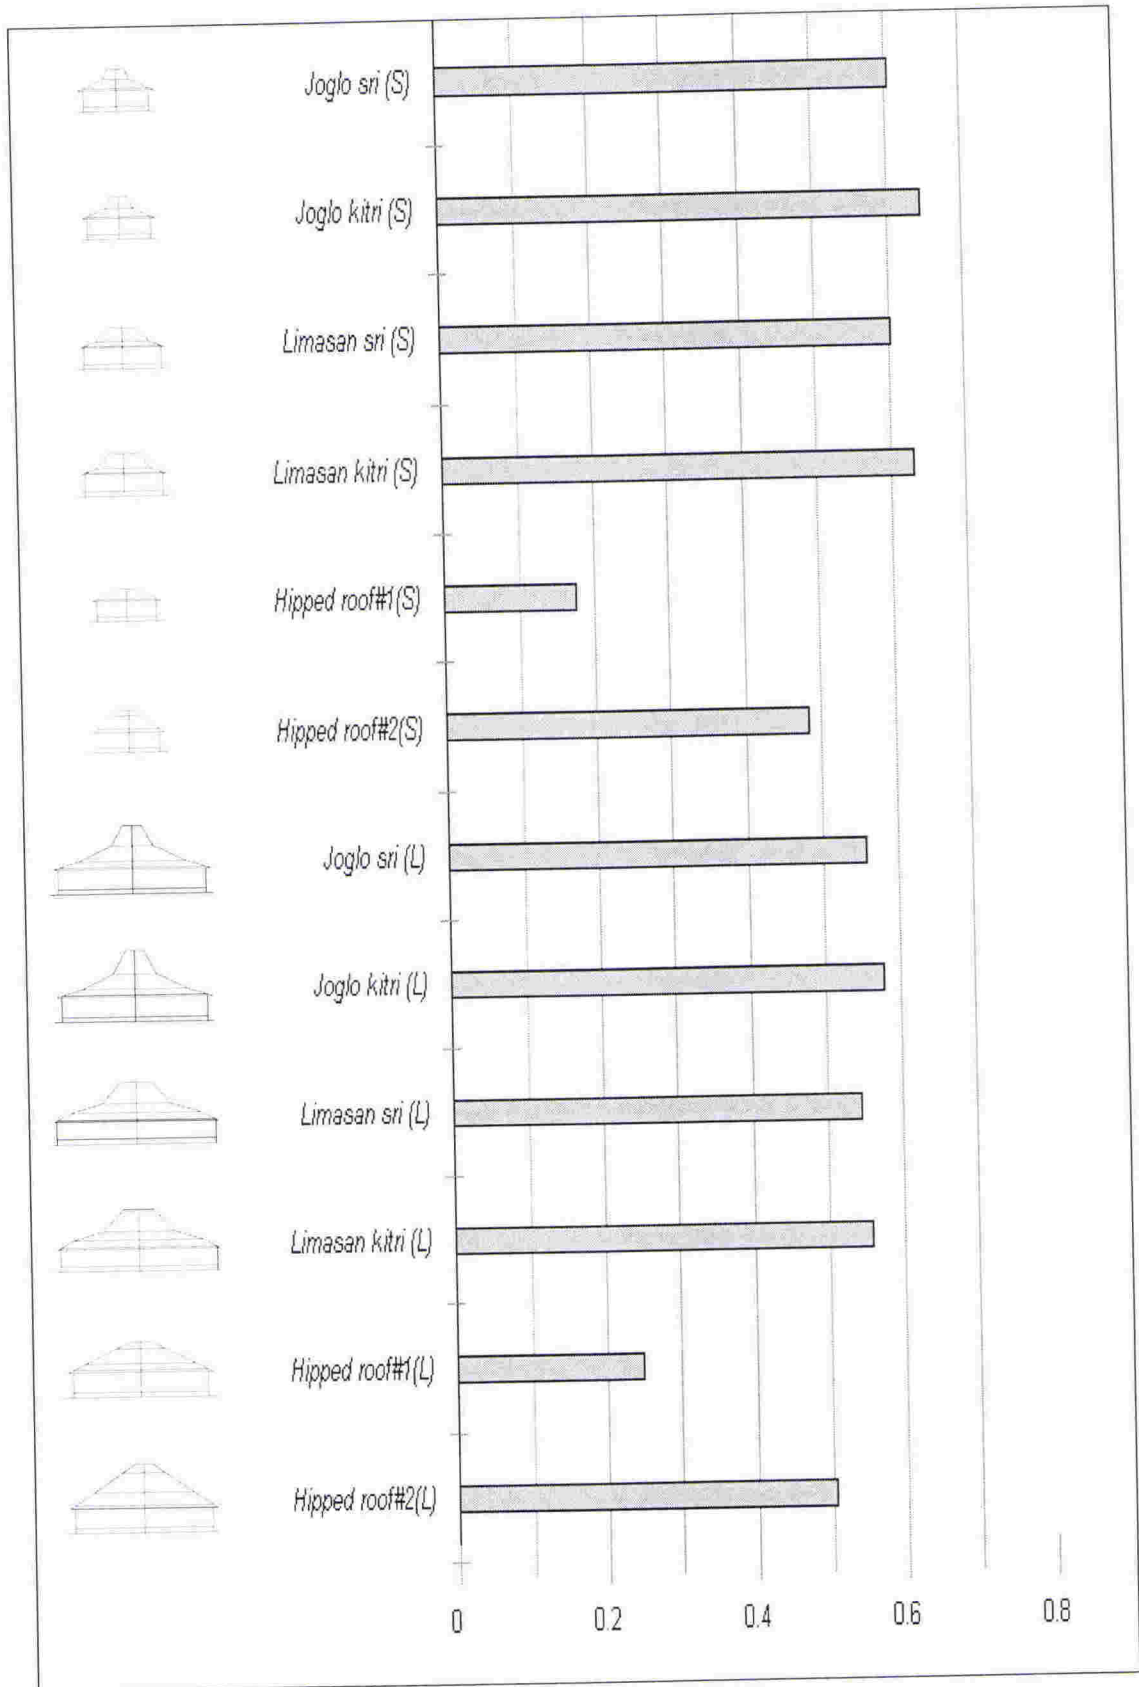 Joglo sri (S)
Joglo kitri (S)
Limasan sri (S)
Limasan kitri (S)
Hipped roof#1(S)
Hipped roof#2(S)
Joglo sri (L)
Joglo kitri (L)
Limasan sri (L)
Limasan kitri (L)
Hipped roof#1(L)
Hipped roof#2(L)
0 0.2 0.4 0.6 0.8